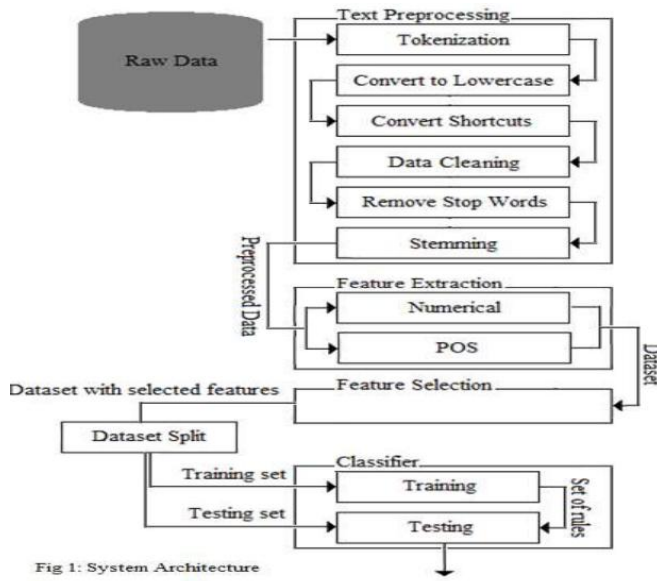 Text Preprocessing
Raw Data
Tokenization
Convert to Lowercase
Convert Shortcuts
Data Cleaning
Remove Stop Words
Stemming
Preprocessed Data
Feature Extraction
Numerical
POS
Dataset
Dataset with selected features
Feature Selection
Dataset Split
Classifier
Training set
Training
Set of rules
Testing set
Testing
Fig 1: System Architecture